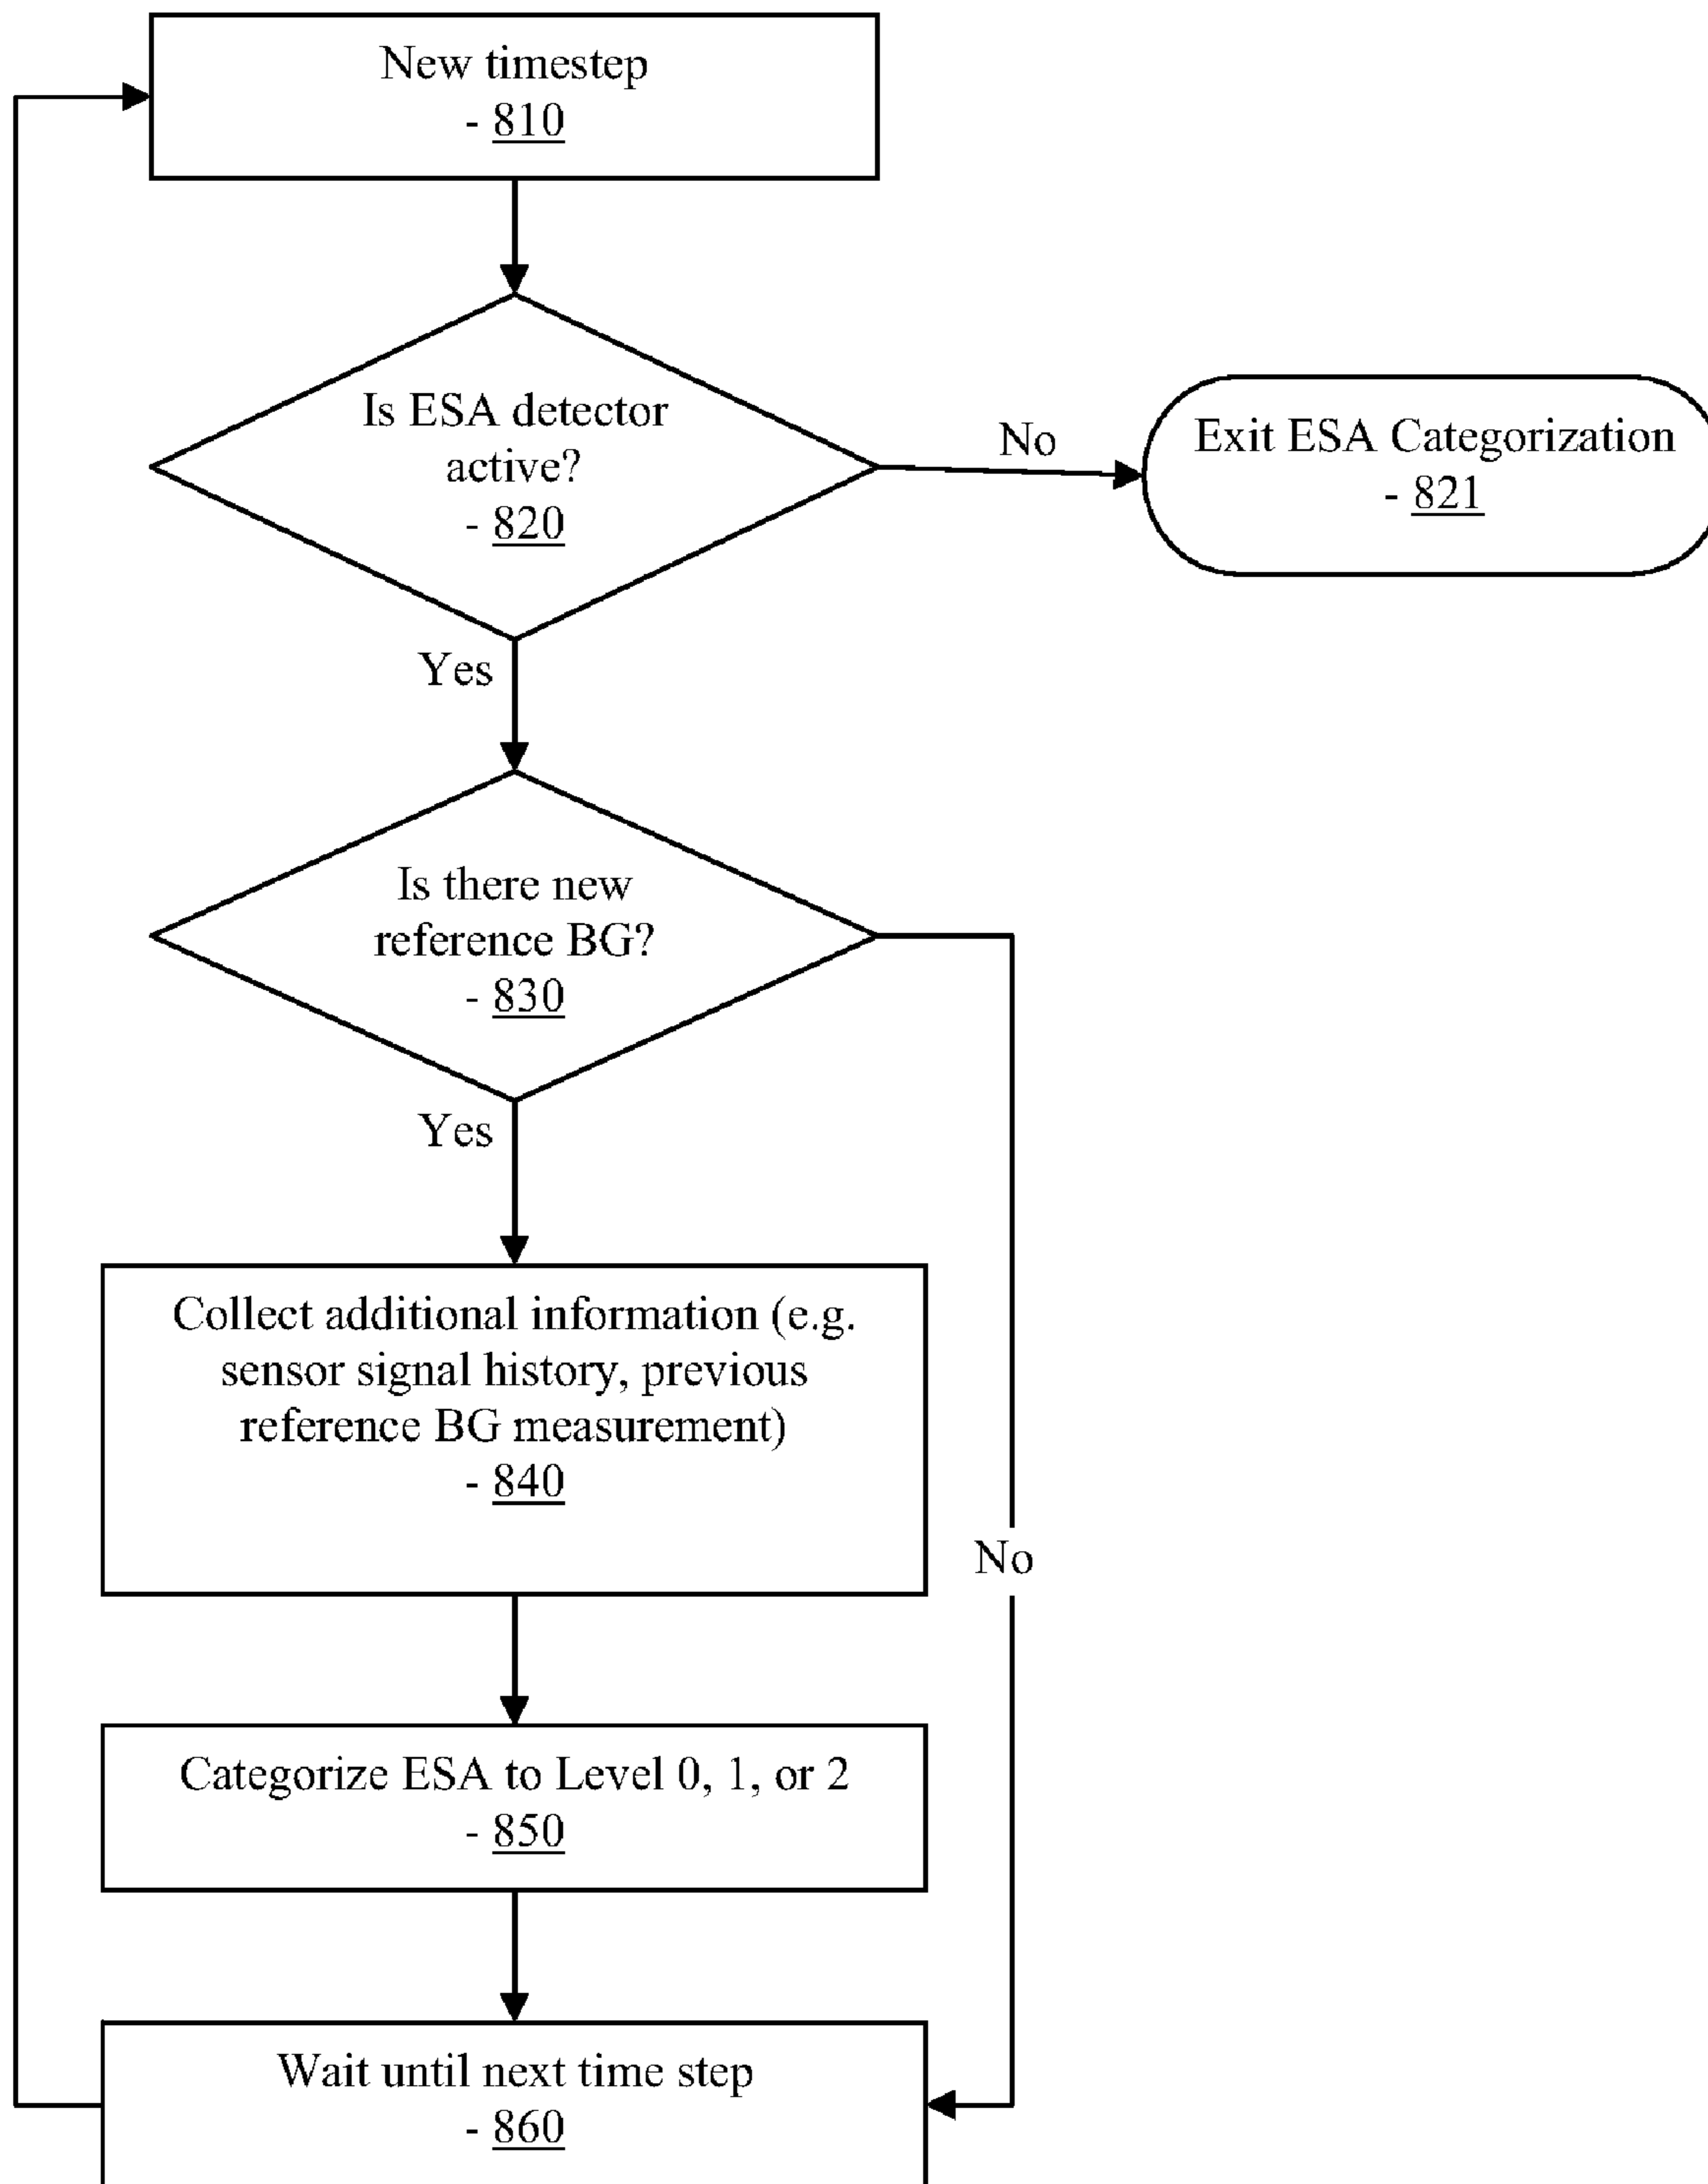 New timestep
- 810
Is ESA detector
active?
- 820
No
Exit ESA Categorization
- 821
Yes
Is there new
reference BG?
- 830
Yes
Collect additional information (e.g.
sensor signal history, previous
reference BG measurement)
- 840
No
Categorize ESA to Level 0, 1, or 2
- 850
Wait until next time step
- 860